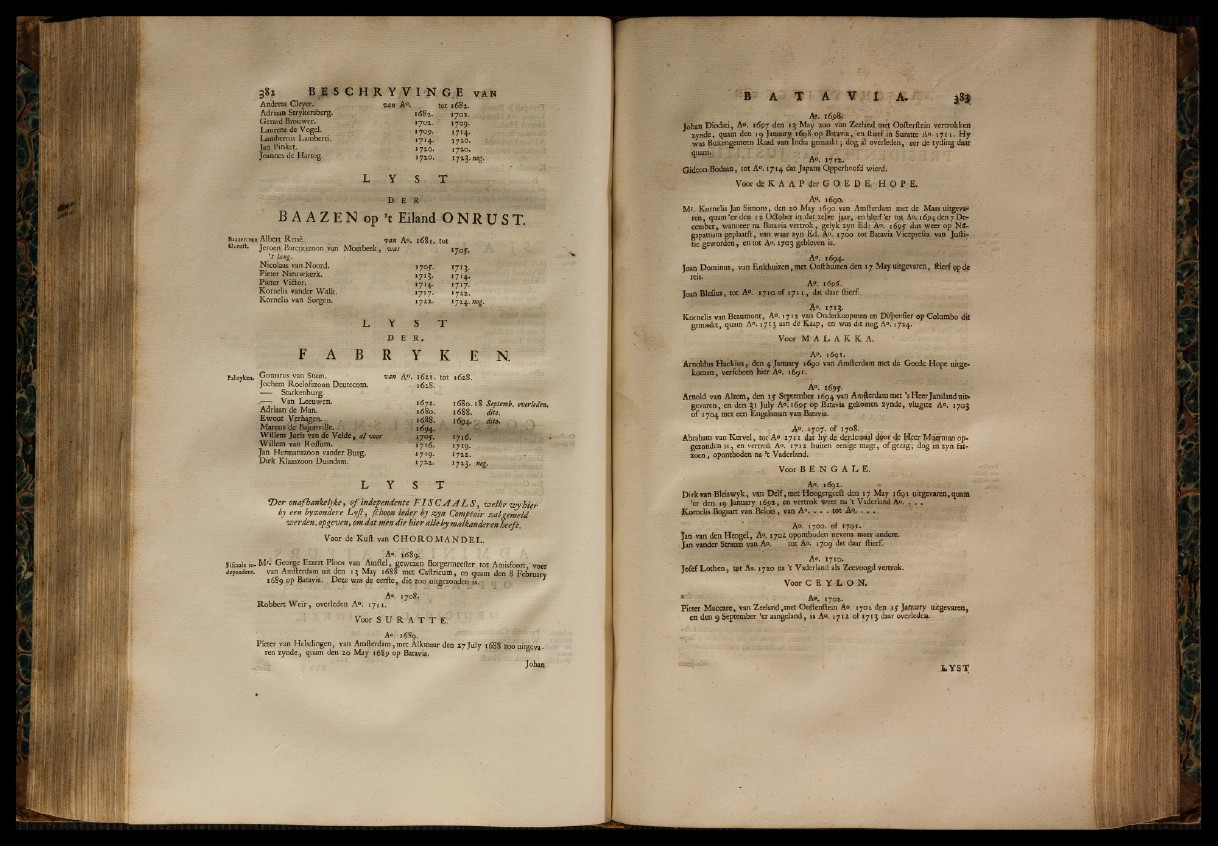 382 BESCHRYVINGE VAN
Andreas Cleyer. van Ao. tot 1682.
Adriaan Strykersberg. 1682. 1702.
Gerard Brouwer. 1702. 1709.
Laurens de Vogel. 1709. 1714.
Lambertus Lamberti. 1714. 1720.
Jan Pinket. 1720. 1720.
Joannes de Hartog. 1720. 1723. nog.
L Y S T
DER
BAAZEN op 't Eiland ONRUST.
Baazen van Albert René. van Ao. 1681. tot
Onrust. Jeroen Butcinszoon van Moerbeek, was 1705.
't lang.
Nicolaas van Noord. 1705. 1713.
Pieter Nieuwkerk. 1713. 1714.
Pieter Victor. 1714. 1717.
Kornelis vander Walk. 1717. 1722.
Kornelis van Sorgen. 1722. 1724. nog.
L Y S T
DER.
F A B R Y K E N.
Fabryken. Gomarus van Stam. van Ao. 1621. tot 1628.
Jochem Roelofszoon Deutecom. 1628.
— Starkenburg.
— Van Leeuwen. 1672. 1680. 18 Septemb. overleden.
Adriaan de Man. 1680. 1688. dito.
Ewout Verhagen. 1688. 1694. dito.
Marcus de Bajonville. 1694.
Willem Joris van de Velde, al voor 1705. 1716.
Willem van Rossum. 1716. 1719.
Jan Hermanszoon vander Burg. 1719. 1722.
Dirk Klaaszoon Duindam. 1722. 1723. nog.
L Y S T
Der onafhankelyke, of independente FISCAALS, welke wy hier
by een byzondere Lyst, schoon ieder by zyn Comptoir zal gemeld
werden, opgeven, om dat men die hier alle by malkanderen heeft.
Voor de Kust van CHOROMANDEL.
Ao. 1689.
Fiscaals in- Mr. George Etzert Ploos van Amstel, gewezen Borgermeester tot Amisfoort, voer
dependent. van Amsterdam uit den 13 May 1688 met Castricum, en quam den 8 February
1689 op Batavia. Deze was de eerste, die zoo uitgezonden is.
Ao. 1708.
Robbert Weir, overleden Ao. 1711.
Voor SURATTE.
Ao. 1689.
Pieter van Helsdingen, van Amsterdam, met Alkmaar den 27 July 1688 zoo uitgeva-
ren zynde, quam den 20 May 1689 op Batavia.
Johan
B A T A V I A. 383
Ao. 1698.
Johan Diodati, Ao. 1697 den 13 May zoo van Zeeland met Oosterstein vertrokken
zynde, quam den 19 January 1698 op Batavia, en stierf in Suratte Ao. 1711. Hy
was Buitengemeen Raad van India gemaakt; dog al overleden, eer de tyding daar
quam.
Ao. 1712.
Gideon Bodaan, tot Ao. 1714 dat Japans Opperhoofd wierd.
Voor de KAAP der GOEDE HOPE.
Ao. 1690.
Mr. Kornelis Jan Simons, den 20 May 1690 van Amsterdam met de Maas uitgeva-
ren, quam 'er den 12 October in dat zelve jaar, en bleef 'er tot Ao. 1694 den 7 De-
cember, wanneer na Batavia vertrok, gelyk zyn Ed: Ao. 1695 dus weer op Na-
gapatnam geplaatst, van waar zyn Ed. Ao. 1700 tot Batavia Vicepresес van Justi-
tie geworden, en tot Ao. 1703 gebleven is.
Ao. 1694.
Joan Dominus, van Enkhuizen, met Oosthuizen den 17 May uitgevaren, stierf op de
reis.
Ao. 1696.
Joan Blesius, tot Ao. 1710 of 1711, dat daar stierf.
Ao. 1713.
Kornelis van Beaumont, Ao. 1712 van Onderkoopman en Dispensier op Colombo dit
gemaakt, quam Ao. 1713 aan de Kaap, en was dit nog Ao. 1724.
Voor MALAKKA.
Ao. 1691.
Arnoldus Hackius, den 4 January 1690 van Amsterdam met de Goede Hope uitge-
komen, verscheen hier Ao. 1691.
Ao. 1695.
Arnold van Alzem, den 15 September 1694 van Amsterdam met 's Heer Jansland uit-
gevaren, en den 31 July Ao. 1695 op Batavia gekomen zynde, vlugtte Ao. 1703
of 1704 met een Engelsman van Batavia.
Ao. 1707. of 1708.
Abraham van Kervel, tot Ao 1711 dat hy de derdemaal door de Heer Moerman op-
gezonden is, en vertrok Ao. 1712 buiten eenige magt, of gezag; dog in zyn fat-
zoen, opontboden na 't Vaderland.
Voor BENGALE.
Ao. 1692.
Dirk van Bleiswyk, van Delf, met Hoogergeest den 17 May 1691 uitgevaren, quam
'er den 19 January 1692, en vertrok weer na 't Vaderland Ao. . . .
Kornelis Bogaart van Belois, van Ao. . . . tot Ao. . . .
Ao. 1700. of 1701.
Jan van den Hengel, Ao. 1702 opontboden nevens meer andere.
Jan vander Straten van Ao. tot Ao. 1709 dat daar stierf.
Ao. 1710.
Josef Lothen, tot Ao. 1720 na 't Vaderland als Zeevoogd vertrok.
Voor CEYLON.
Ao. 1702.
Pieter Maccare, van Zeeland, met Oosterstein Ao. 1702 den 15 January uitgevaren,
en den 9 September 'er aangeland, is Ao. 1712 of 1713 daar overleden.
LYST